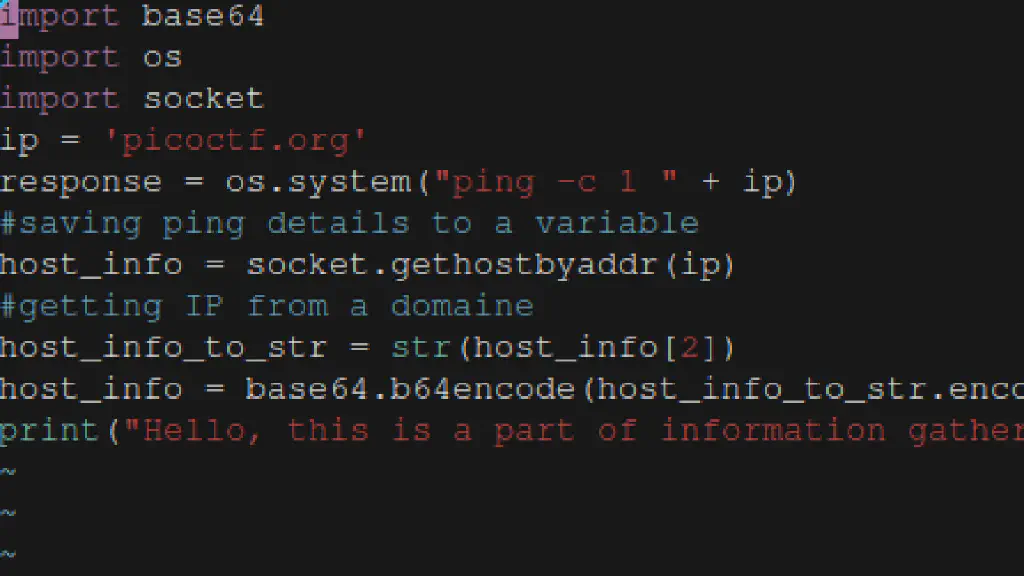 import base64
import os
import socket
ip = 'picoctf.org'
response = os.system("ping -c 1 " + ip)
#saving ping details to a variable
host_info = socket.gethostbyaddr(ip)
#getting IP from a domaine
host_info_to_str = str(host_info[2])
host_info = base64.b64encode(host_info_to_str.enco
print("Hello, this is a part of information gather
~
~
~